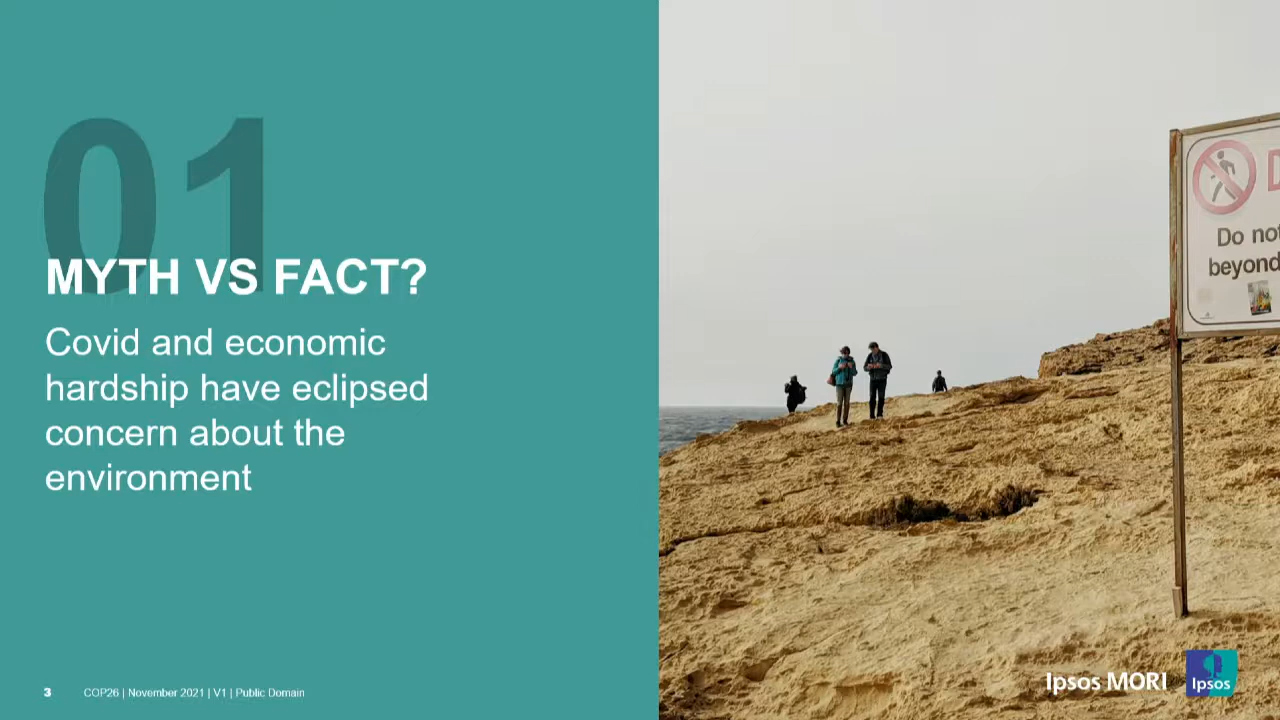 01
MYTH VS FACT?
Covid and economic
hardship have eclipsed
concern about the
environment
Do not
beyond
3 COP26 | November 2021 | V1 | Public Domain
Ipsos MORI
Ipsos